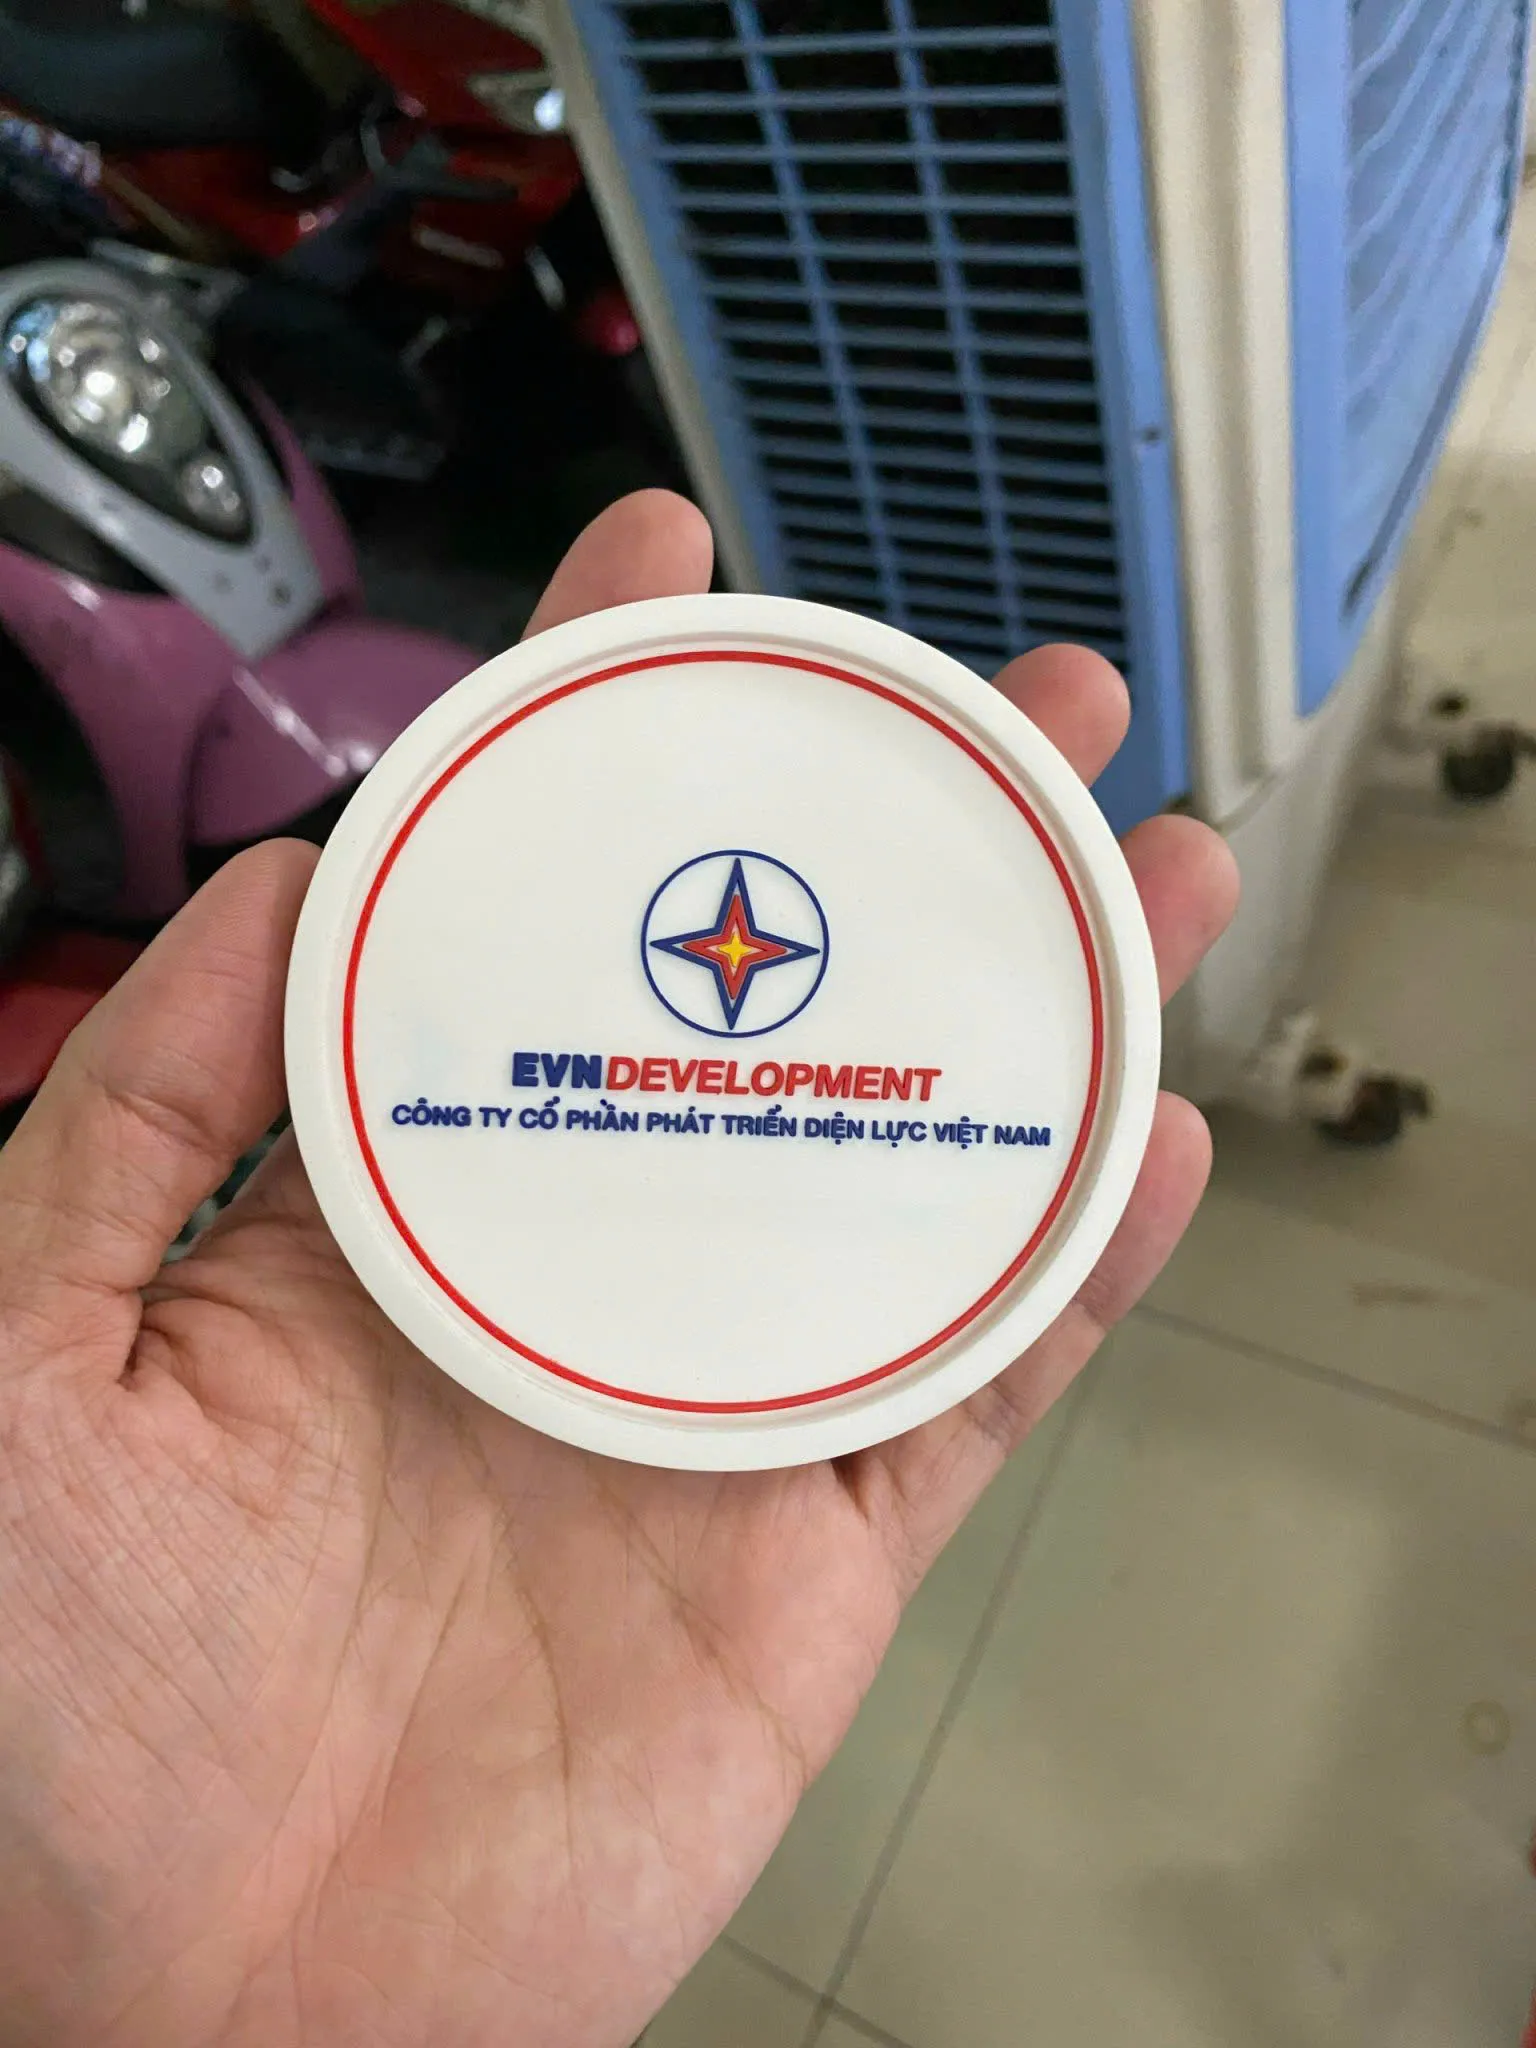 EVNDEVELOPMENT
CÔNG TY CỔ PHẦN PHÁT TRIỂN ĐIỆN LỰC VIỆT NAM